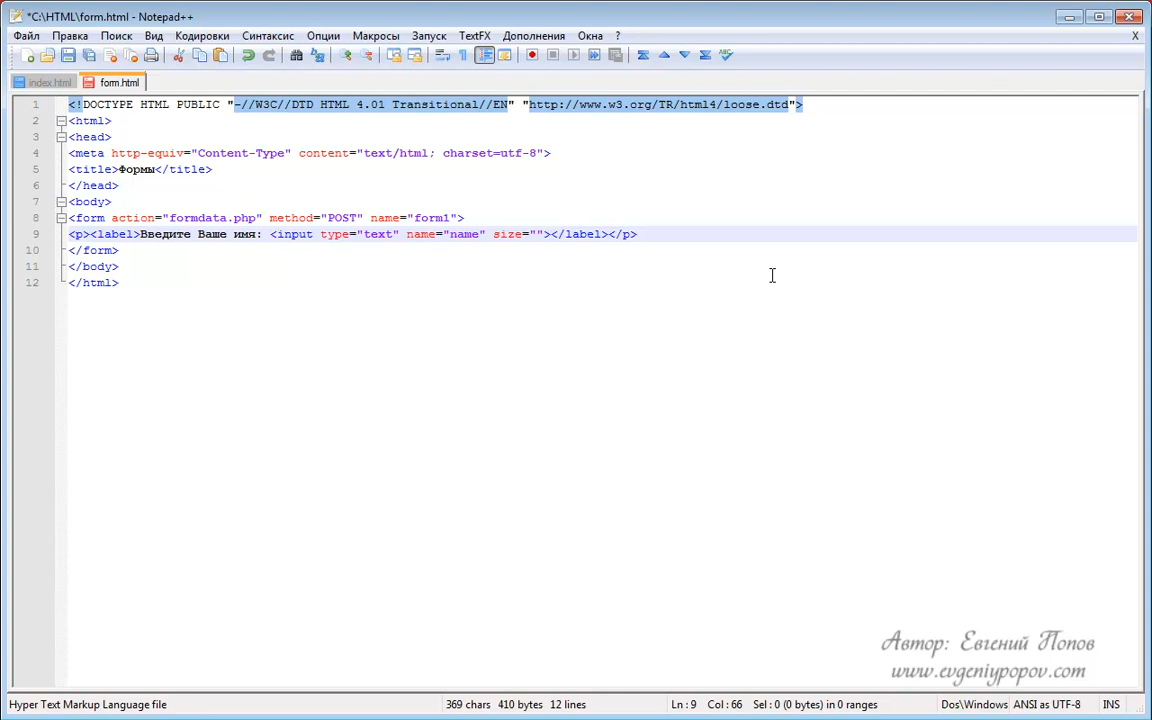 *C:\HTML\form.html - Notepad++
Файл Правка Поиск Вид Кодировки Синтаксис Опции Макросы Запуск TextFX Дополнения Окна ? X
index.html form.html
1 <!DOCTYPE HTML PUBLIC "-//W3C//DTD HTML 4.01 Transitional//EN" "http://www.w3.org/TR/html4/loose.dtd">
2 <html>
3 <head>
4 <meta http-equiv="Content-Type" content="text/html; charset=utf-8">
5 <title>Формы</title>
6 </head>
7 <body>
8 <form action="formdata.php" method="POST" name="form1">
9 <p><label>Введите Ваше имя: <input type="text" name="name" size=""></label></p>
10 </form>
11 </body>
12 </html>
Автор: Евгений Попов
www.evgeniypopov.com
Hyper Text Markup Language file 369 chars 410 bytes 12 lines Ln : 9 Col : 66 Sel : 0 (0 bytes) in 0 ranges Dos\Windows ANSI as UTF-8 INS